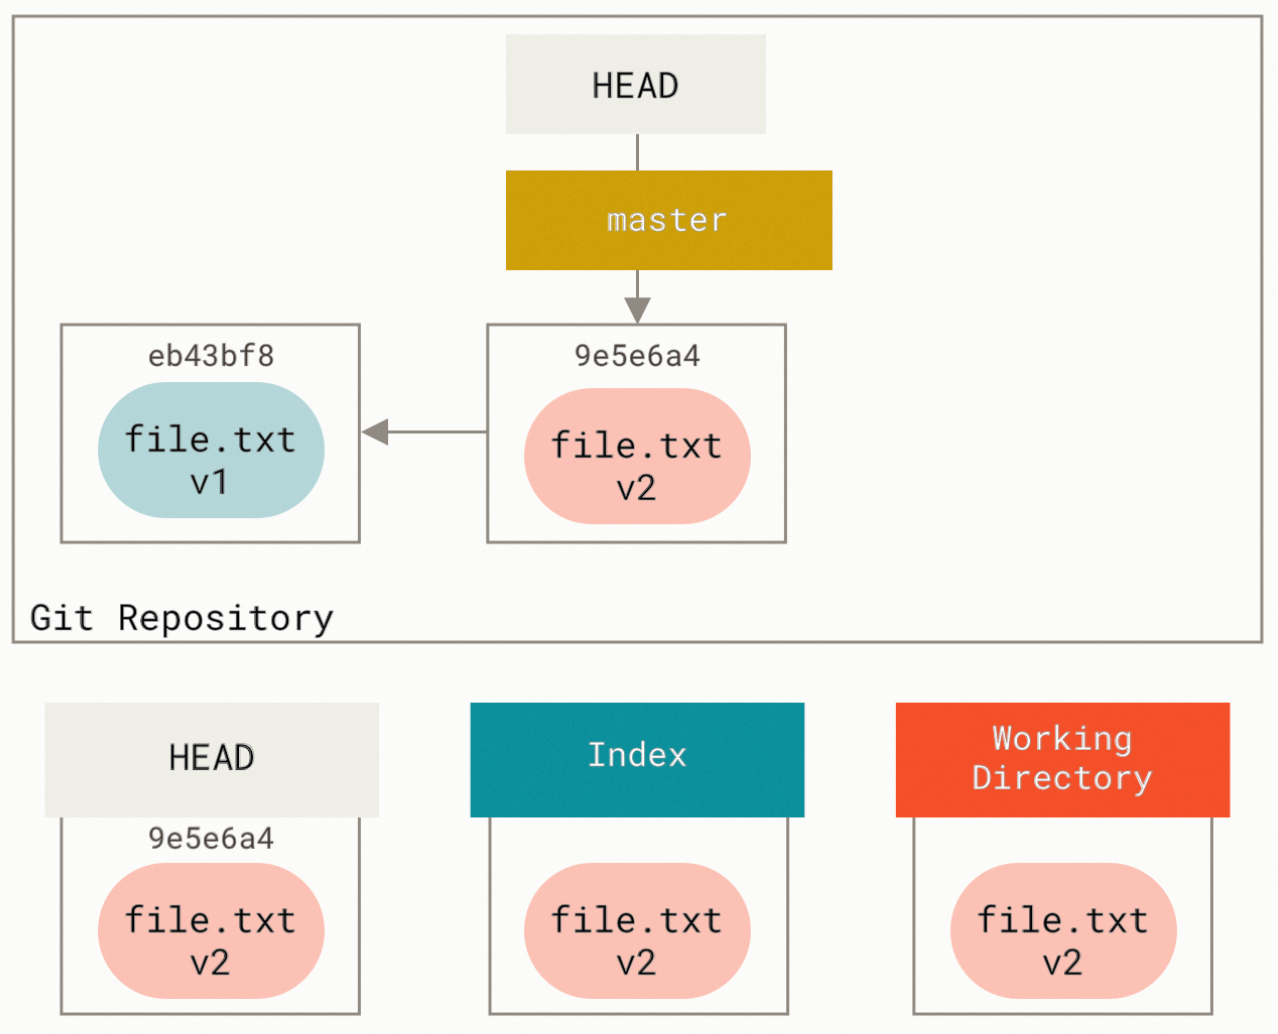 HEAD
master
eb43bf8
file.txt
v1
9e5e6a4
file.txt
v2
Git Repository
HEAD
9e5e6a4
file.txt
v2
Index
file.txt
v2
Working
Directory
file.txt
v2